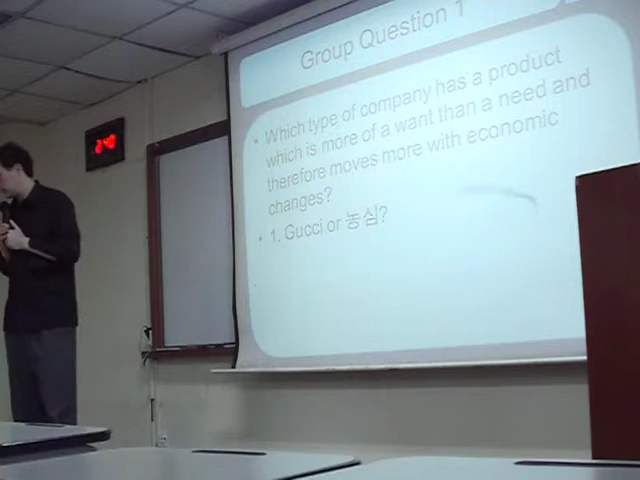 Group Question 1
• Which type of company has a product
which is more of a want than a need and
therefore moves more with economic
changes?
• 1. Gucci or 농심?